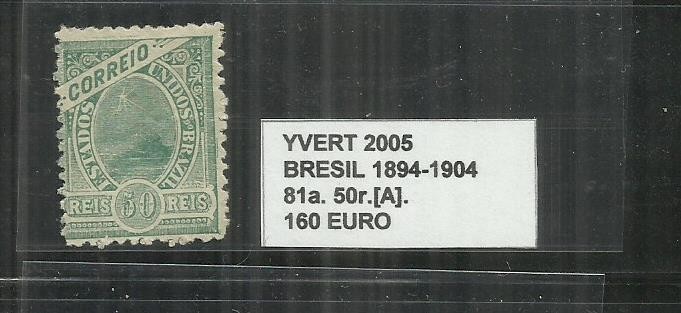 CORREIO
ESTADOS UNIDOS DO BRAZIL
REIS 50 REIS
YVERT 2005
BRESIL 1894-1904
81a. 50r.[A].
160 EURO